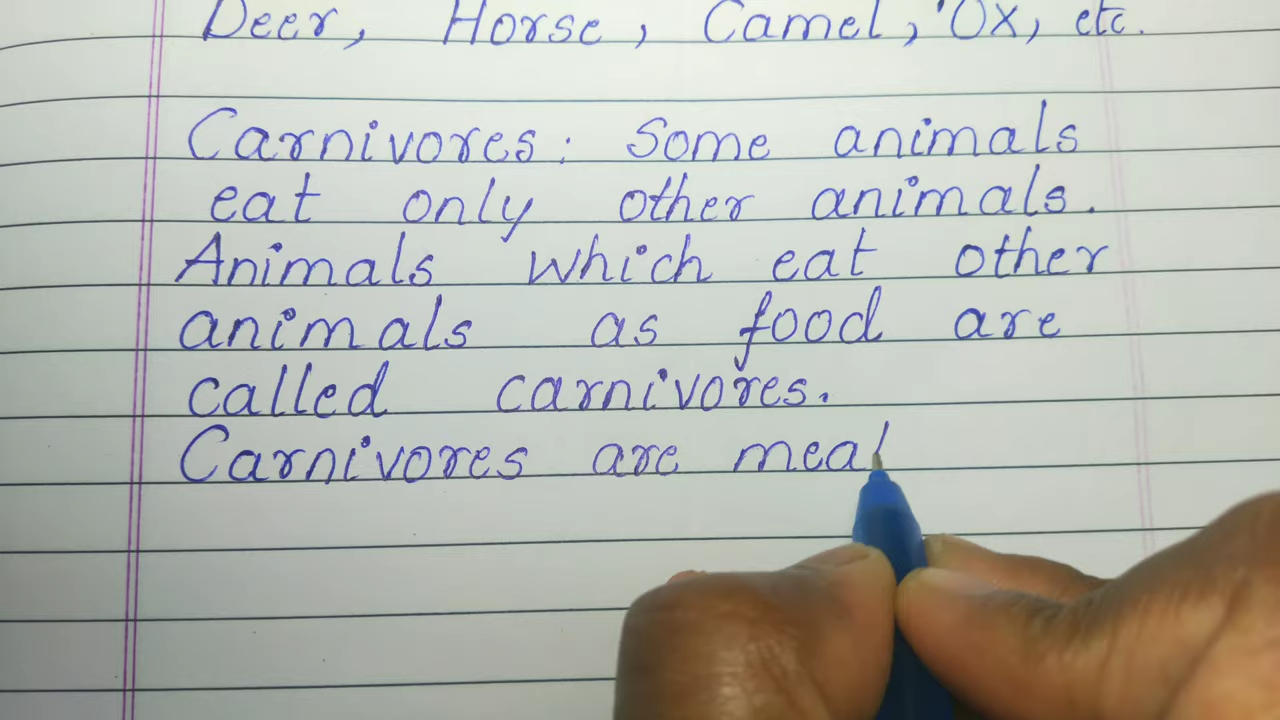 Deer, Horse, Camel, Ox, etc.
Carnivores: Some animals
eat only other animals.
Animals which eat other
animals as food are
called carnivores.
Carnivores are mea